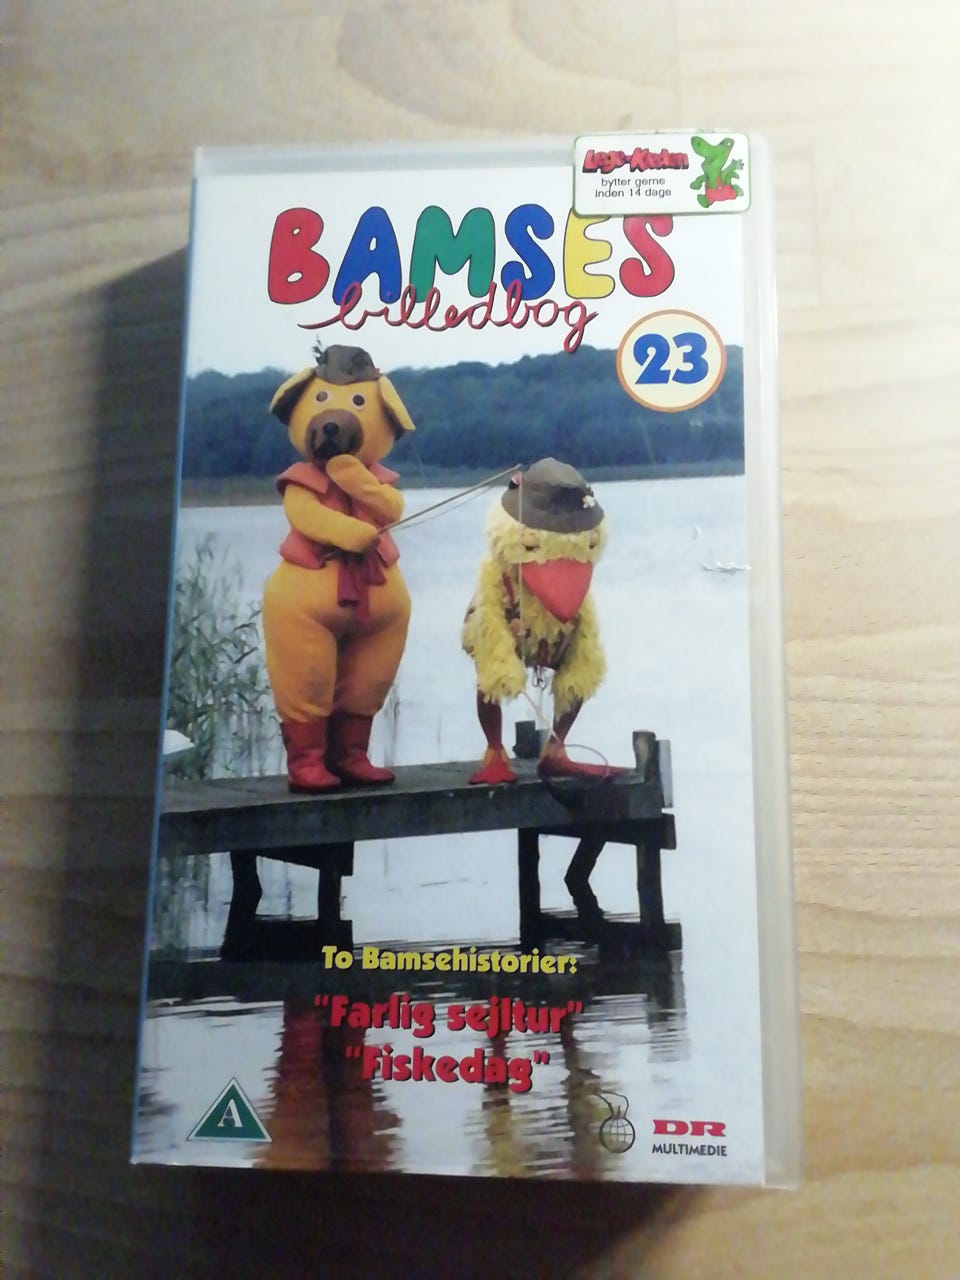 Lege-Kæden
bytter gerne
inden 14 dage
BAMSES
billedbog
23
To Bamsehistorier:
"Farlig sejltur"
"Fiskedag"
A
DR
MULTIMEDIE